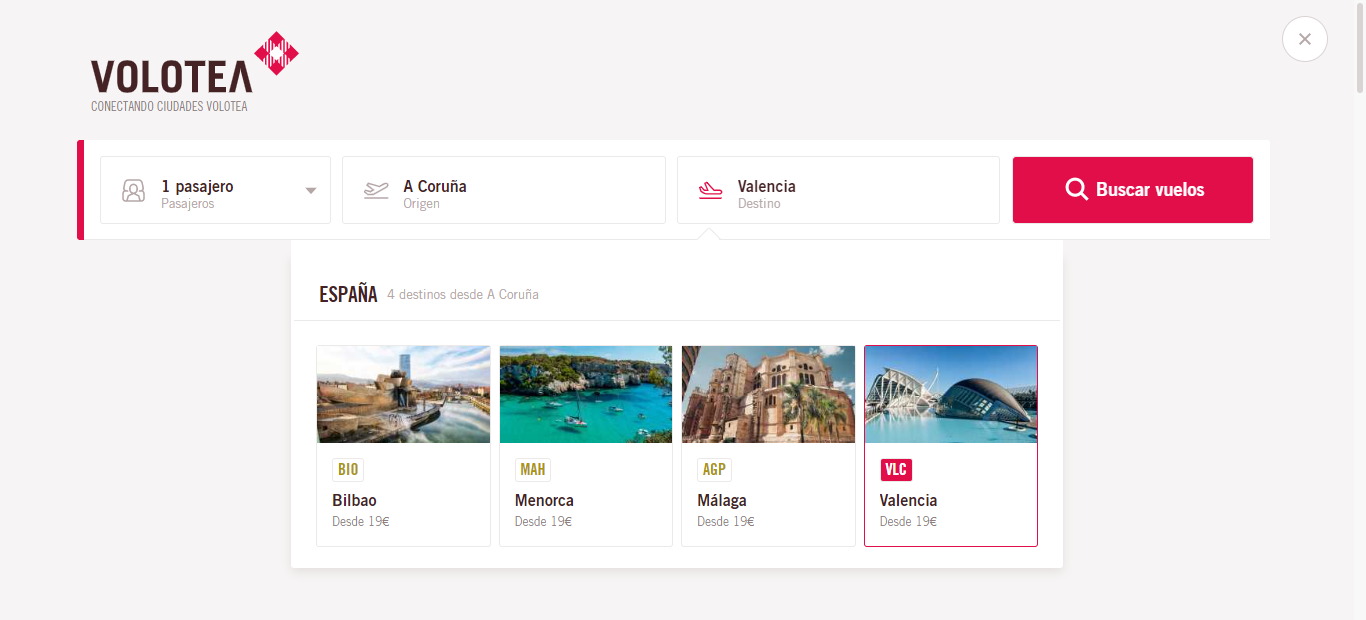 VOLOTEA
CONECTANDO CIUDADES VOLOTEA
1 pasajero
Pasajeros
A Coruña
Origen
Valencia
Destino
Buscar vuelos
ESPAÑA 4 destinos desde A Coruña
BIO
Bilbao
Desde 19€
MAH
Menorca
Desde 19€
AGP
Málaga
Desde 19€
VLC
Valencia
Desde 19€